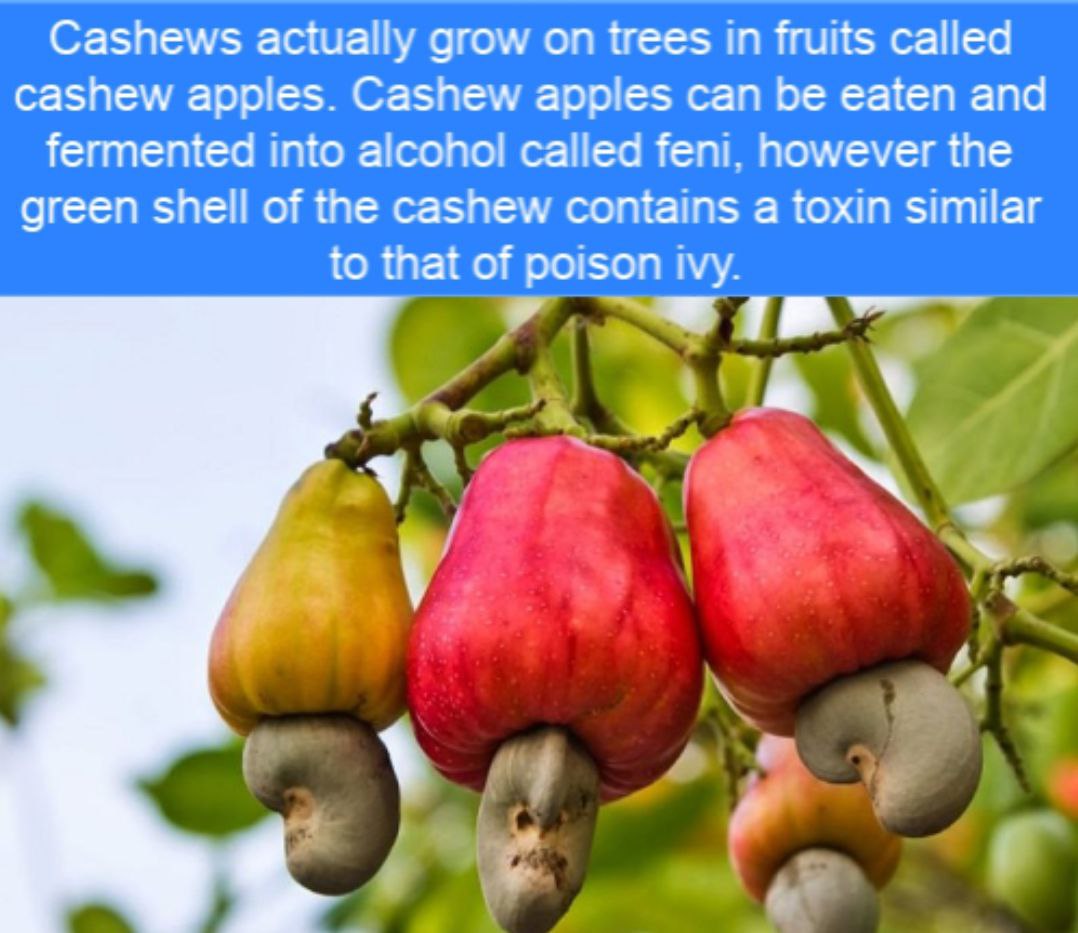 Cashews actually grow on trees in fruits called
cashew apples. Cashew apples can be eaten and
fermented into alcohol called feni, however the
green shell of the cashew contains a toxin similar
to that of poison ivy.